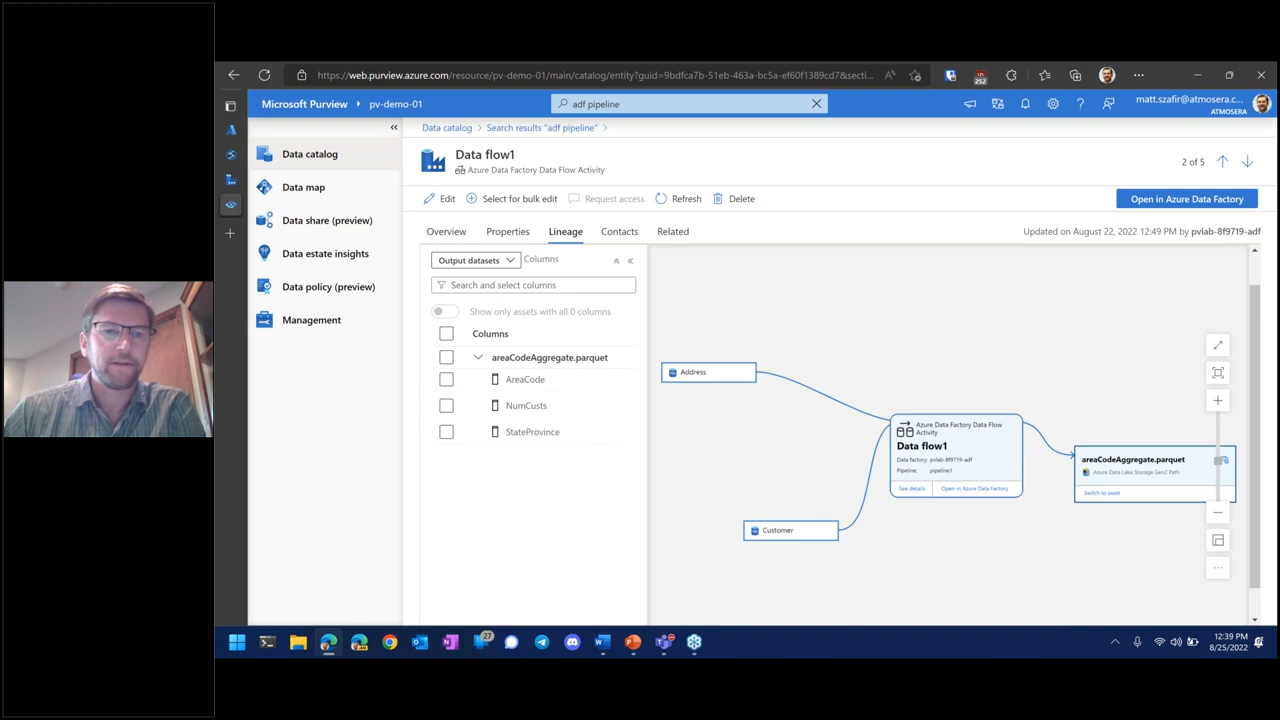 https://web.purview.azure.com/resource/pv-demo-01/main/catalog/entity?guid=9bdfca7b-51eb-463a-bc5a-ef60f1389cd7&secti...
252
Microsoft Purview
pv-demo-01
adf pipeline
matt.szafir@atmosera.c...
ATMOSERA
Data catalog
Data map
Data share (preview)
Data estate insights
Data policy (preview)
Management
Data catalog > Search results "adf pipeline" >
Data flow1
Azure Data Factory Data Flow Activity
2 of 5
Edit
Select for bulk edit
Request access
Refresh
Delete
Open in Azure Data Factory
Overview
Properties
Lineage
Contacts
Related
Updated on August 22, 2022 12:49 PM by pvlab-8f9719-adf
Output datasets
Columns
Search and select columns
Show only assets with all 0 columns
Columns
areaCodeAggregate.parquet
AreaCode
NumCusts
StateProvince
Address
Customer
Azure Data Factory Data Flow
Activity
Data flow1
Data factory: pvlab-8f9719-adf
Pipeline pipeline1
See details
Open in Azure Data Factory
areaCodeAggregate.parquet
Azure Data Lake Storage Gen2 Path
Switch to asset
27
12:39 PM
8/25/2022